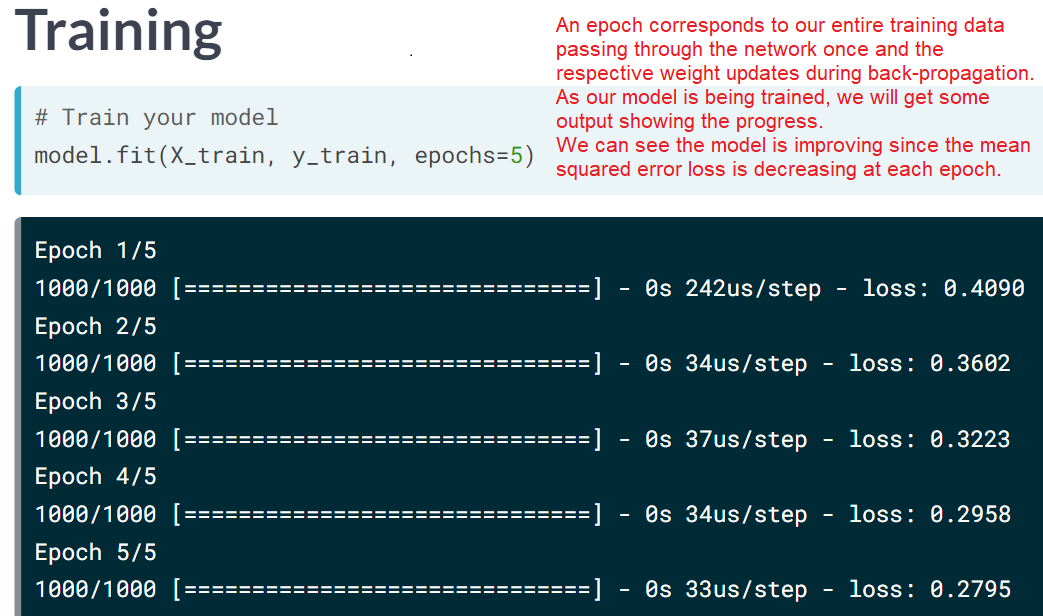 Training
An epoch corresponds to our entire training data
passing through the network once and the
respective weight updates during back-propagation.
As our model is being trained, we will get some
output showing the progress.
We can see the model is improving since the mean
squared error loss is decreasing at each epoch.
# Train your model
model.fit(X_train, y_train, epochs=5)
Epoch 1/5
1000/1000 [==============================] - 0s 242us/step - loss: 0.4090
Epoch 2/5
1000/1000 [==============================] - 0s 34us/step - loss: 0.3602
Epoch 3/5
1000/1000 [==============================] - 0s 37us/step - loss: 0.3223
Epoch 4/5
1000/1000 [==============================] - 0s 34us/step - loss: 0.2958
Epoch 5/5
1000/1000 [==============================] - 0s 33us/step - loss: 0.2795